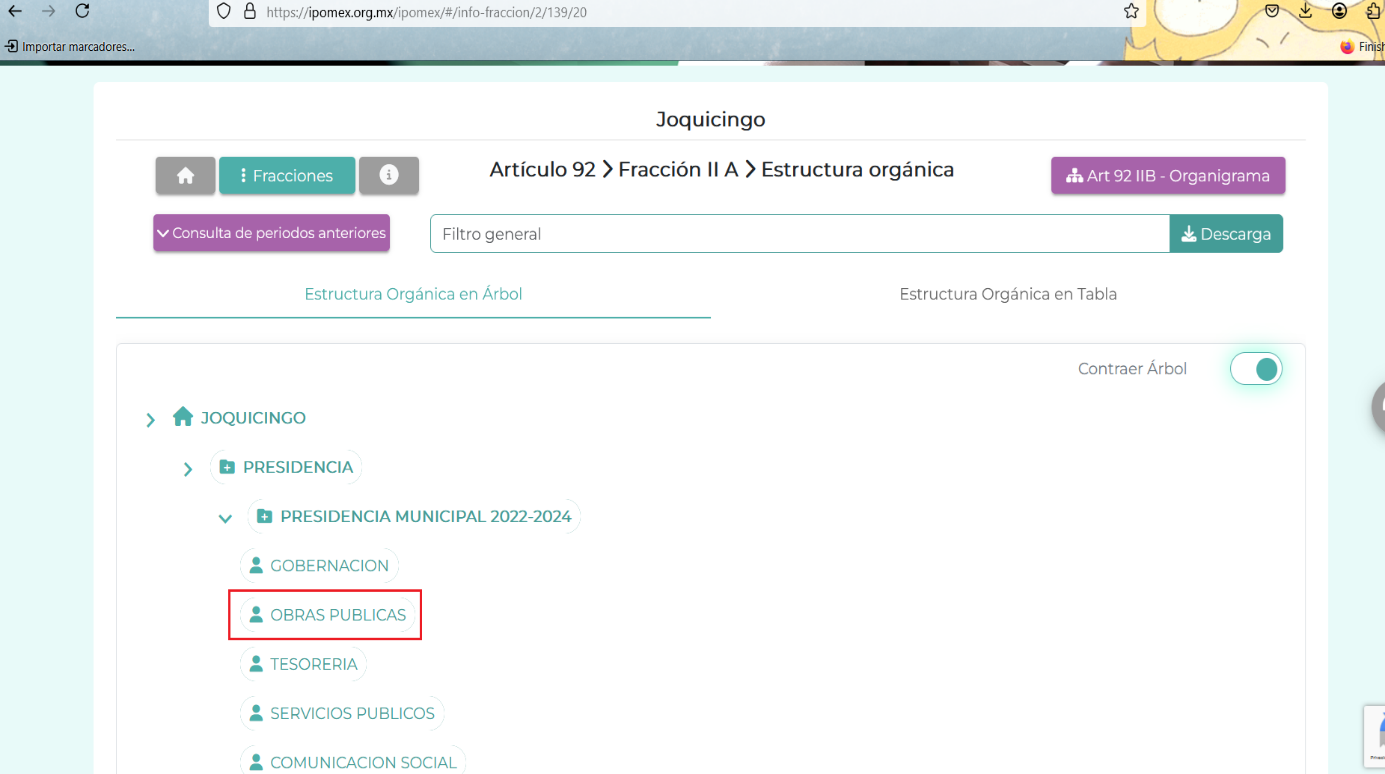 https://ipomex.org.mx/ipomex/#/info-fraccion/2/139/20
Importar marcadores...
Joquicingo
Fracciones
Artículo 92 > Fracción II A > Estructura orgánica
Art 92 IIB - Organigrama
Consulta de periodos anteriores
Filtro general
Descarga
Estructura Orgánica en Árbol
Estructura Orgánica en Tabla
Contraer Árbol
JOQUICINGO
PRESIDENCIA
PRESIDENCIA MUNICIPAL 2022-2024
GOBERNACION
OBRAS PUBLICAS
TESORERIA
SERVICIOS PUBLICOS
COMUNICACION SOCIAL